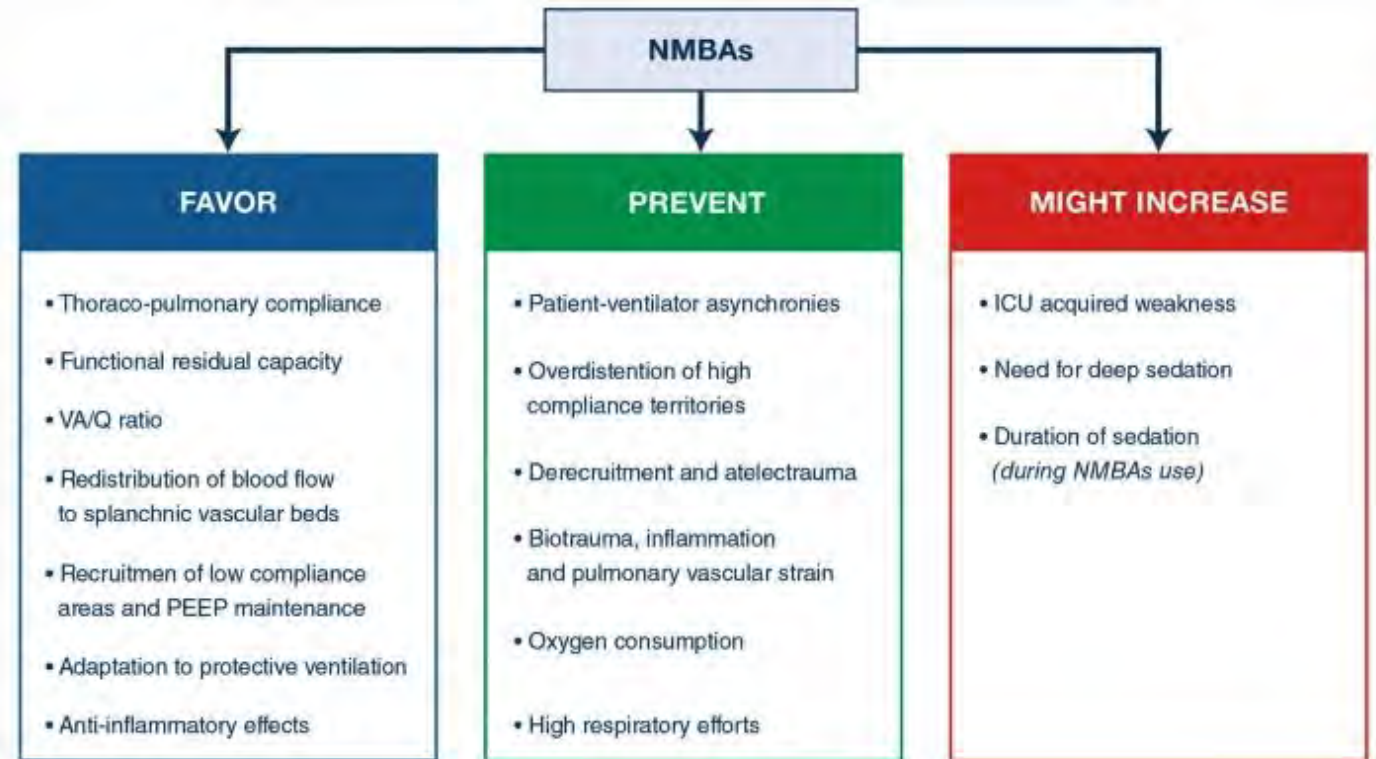 NMBAs
FAVOR
• Thoraco-pulmonary compliance
• Functional residual capacity
• VA/Q ratio
• Redistribution of blood flow
to splanchnic vascular beds
• Recruitmen of low compliance
areas and PEEP maintenance
• Adaptation to protective ventilation
• Anti-inflammatory effects
PREVENT
• Patient-ventilator asynchronies
• Overdistention of high
compliance territories
• Derecruitment and atelectrauma
• Biotrauma, inflammation
and pulmonary vascular strain
• Oxygen consumption
• High respiratory efforts
MIGHT INCREASE
• ICU acquired weakness
• Need for deep sedation
• Duration of sedation
(during NMBAs use)